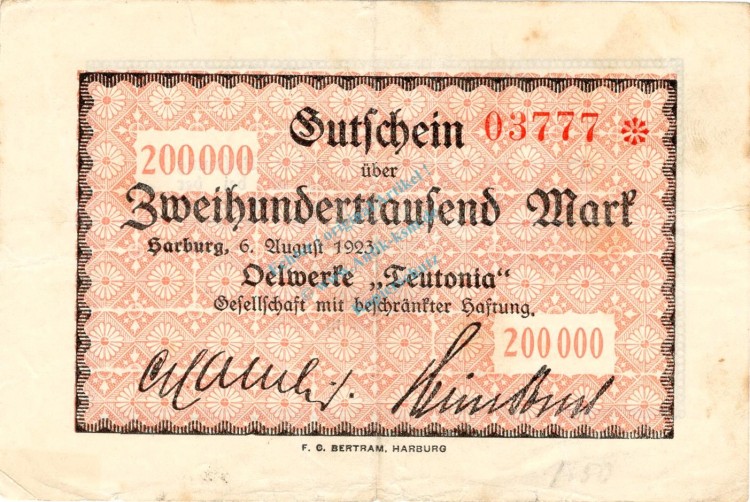 Gutschein 03777
200000
über
Zweihunderttausend Mark
Harburg, 6. August 1923
Oelwerke „Teutonia“
Gesellschaft mit beschränkter Haftung.
200000
F. C. BERTRAM, HARBURG